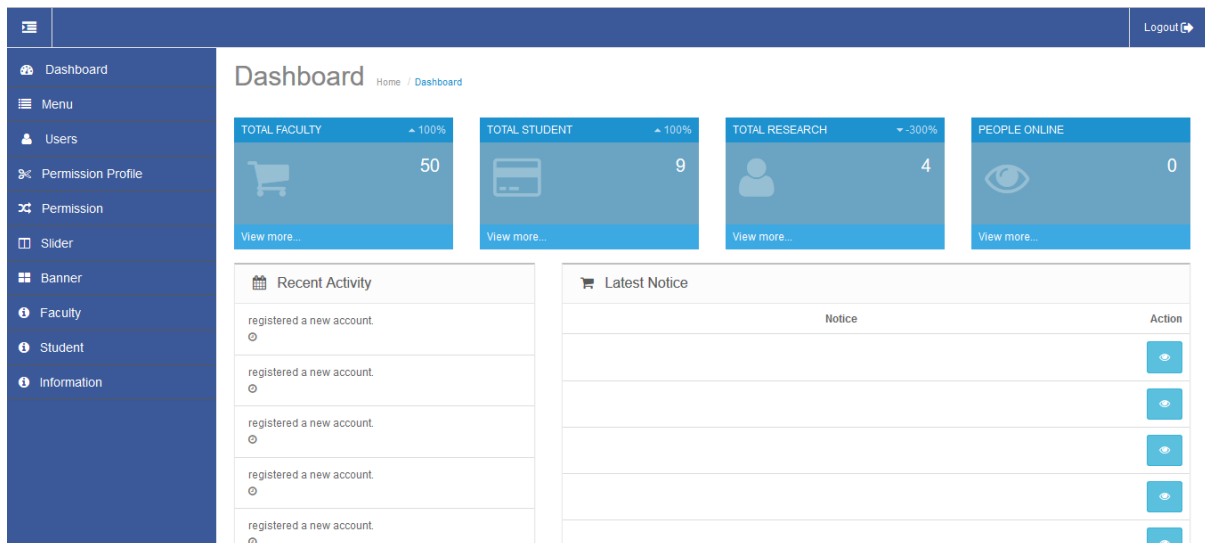 Logout
Dashboard
Menu
Users
Permission Profile
Permission
Slider
Banner
Faculty
Student
Information
Dashboard Home / Dashboard
TOTAL FACULTY 100%
50
View more...
TOTAL STUDENT 100%
9
View more...
TOTAL RESEARCH -300%
4
View more...
PEOPLE ONLINE
0
View more...
Recent Activity
registered a new account.
registered a new account.
registered a new account.
registered a new account.
registered a new account.
Latest Notice
Notice Action